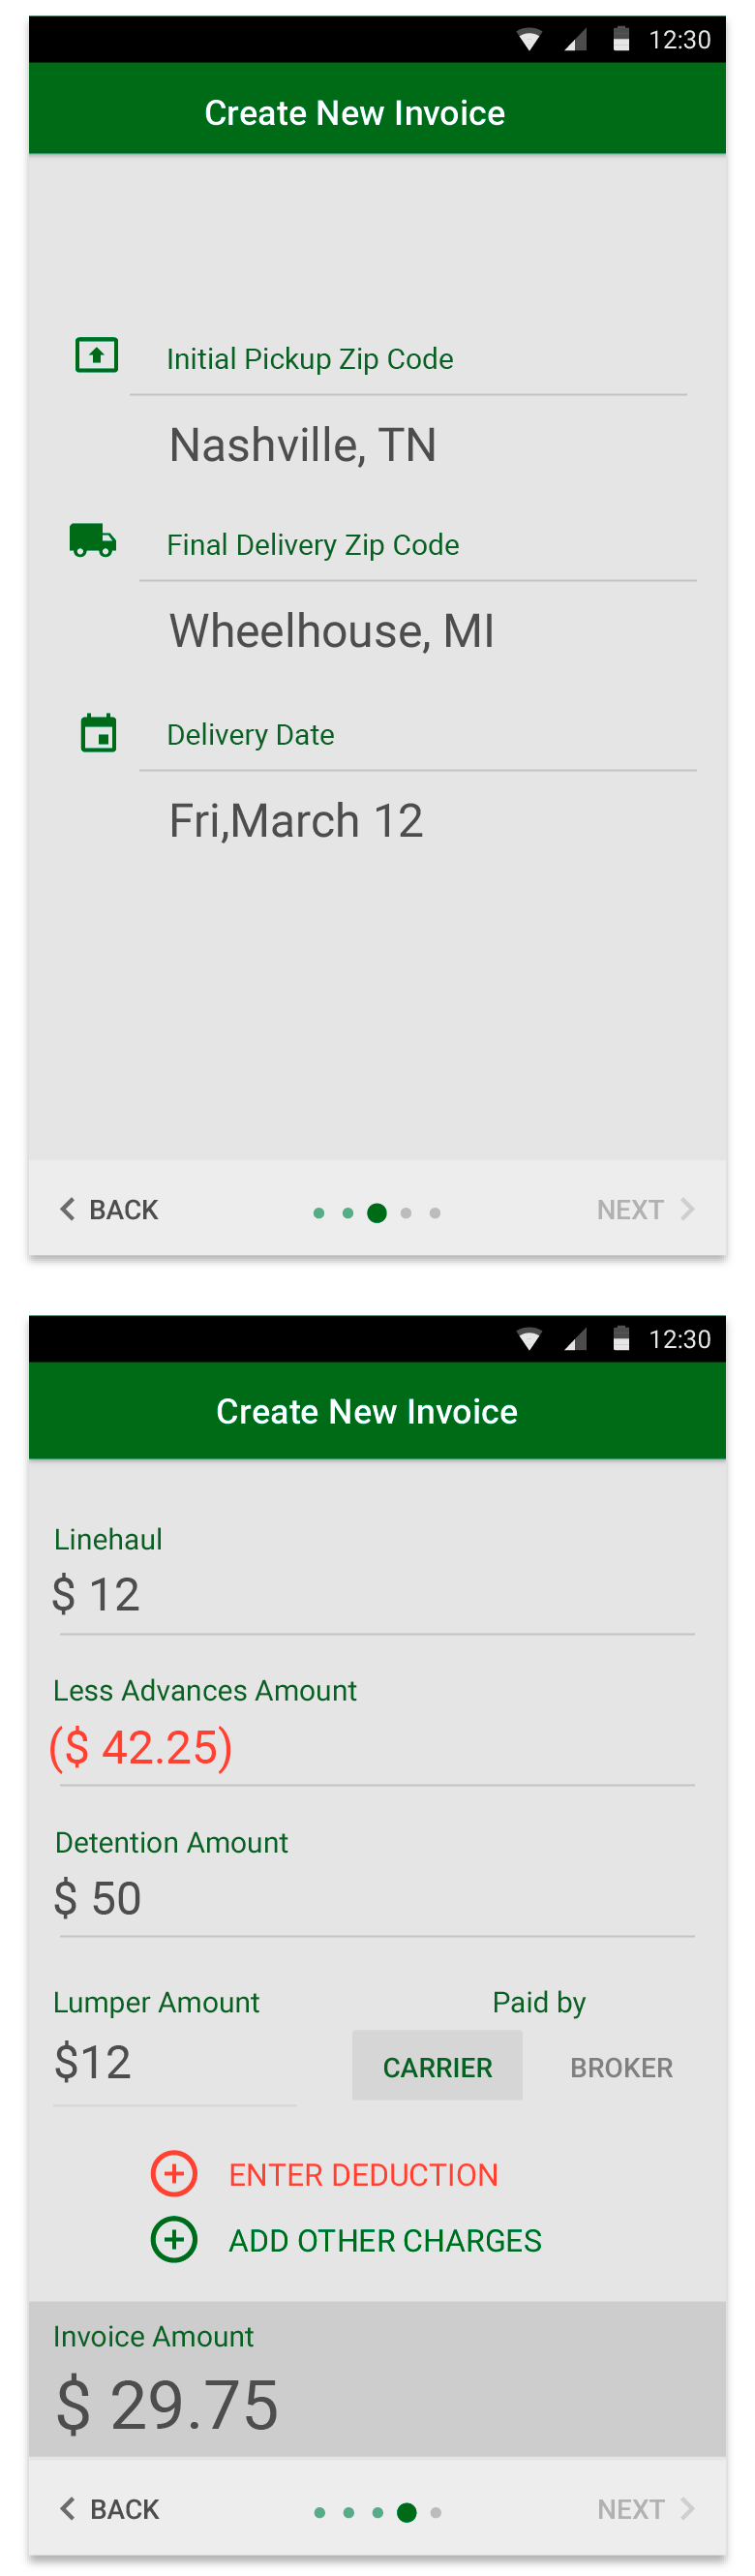 12:30
Create New Invoice
Initial Pickup Zip Code
Nashville, TN
Final Delivery Zip Code
Wheelhouse, MI
Delivery Date
Fri,March 12
BACK NEXT
12:30
Create New Invoice
Linehaul
$ 12
Less Advances Amount
($ 42.25)
Detention Amount
$ 50
Lumper Amount Paid by
$12 CARRIER BROKER
ENTER DEDUCTION
ADD OTHER CHARGES
Invoice Amount
$ 29.75
BACK NEXT